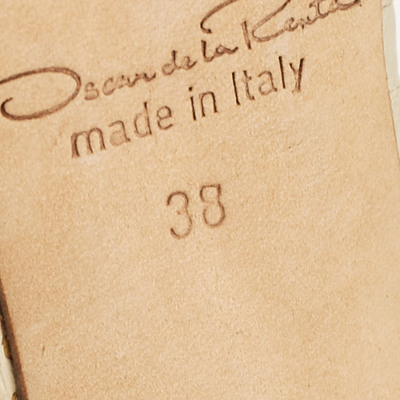 Oscar de la Renta
made in Italy
38